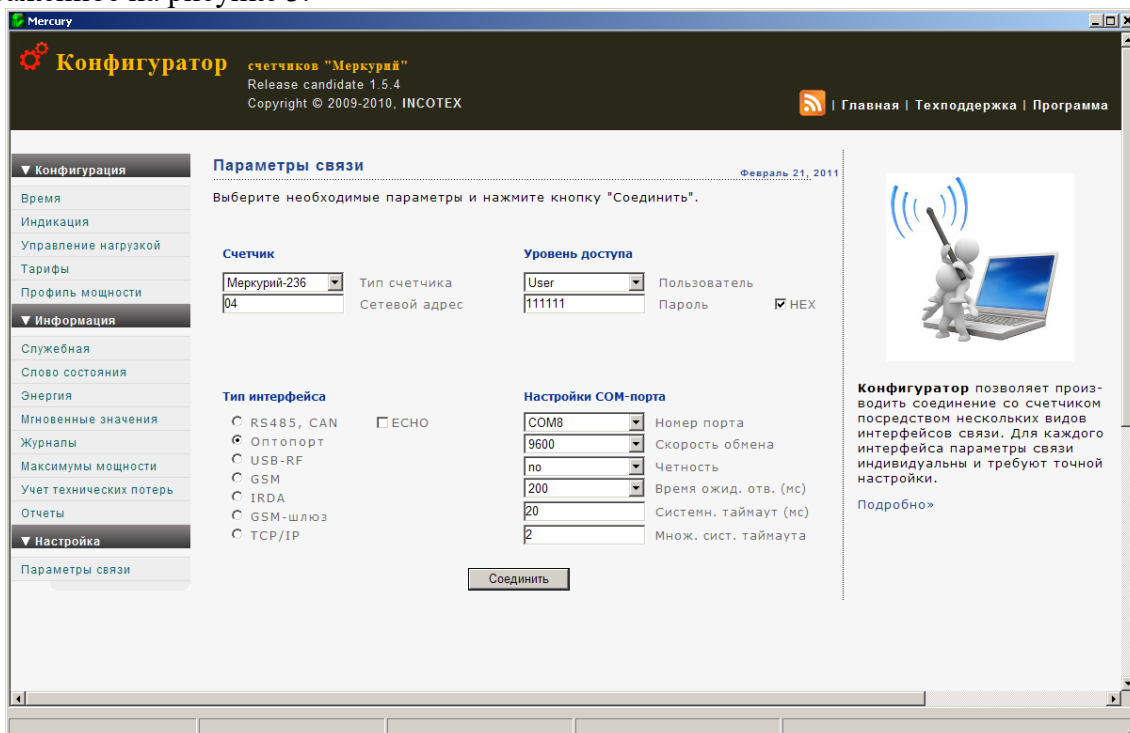 Mercury
Конфигуратор счетчиков "Меркурий"
Release candidate 1.5.4
Copyright © 2009-2010, INCOTEX
| Главная | Техподдержка | Программа
▼ Конфигурация
Время
Индикация
Управление нагрузкой
Тарифы
Профиль мощности
▼ Информация
Служебная
Слово состояния
Энергия
Мгновенные значения
Журналы
Максимумы мощности
Учет технических потерь
Отчеты
▼ Настройка
Параметры связи
Параметры связи
Февраль 21, 2011
Выберите необходимые параметры и нажмите кнопку "Соединить".
Счетчик
Меркурий-236 Тип счетчика
04 Сетевой адрес
Уровень доступа
User Пользователь
111111 Пароль HEX
Тип интерфейса
RS485, CAN ECHO
Оптопорт
USB-RF
GSM
IRDA
GSM-шлюз
TCP/IP
Настройки COM-порта
COM8 Номер порта
9600 Скорость обмена
no Четность
200 Время ожид. отв. (мс)
20 Системн. таймаут (мс)
2 Множ. сист. таймаута
Соединить
Конфигуратор позволяет произ-
водить соединение со счетчиком
посредством нескольких видов
интерфейсов связи. Для каждого
интерфейса параметры связи
индивидуальны и требуют точной
настройки.
Подробно»